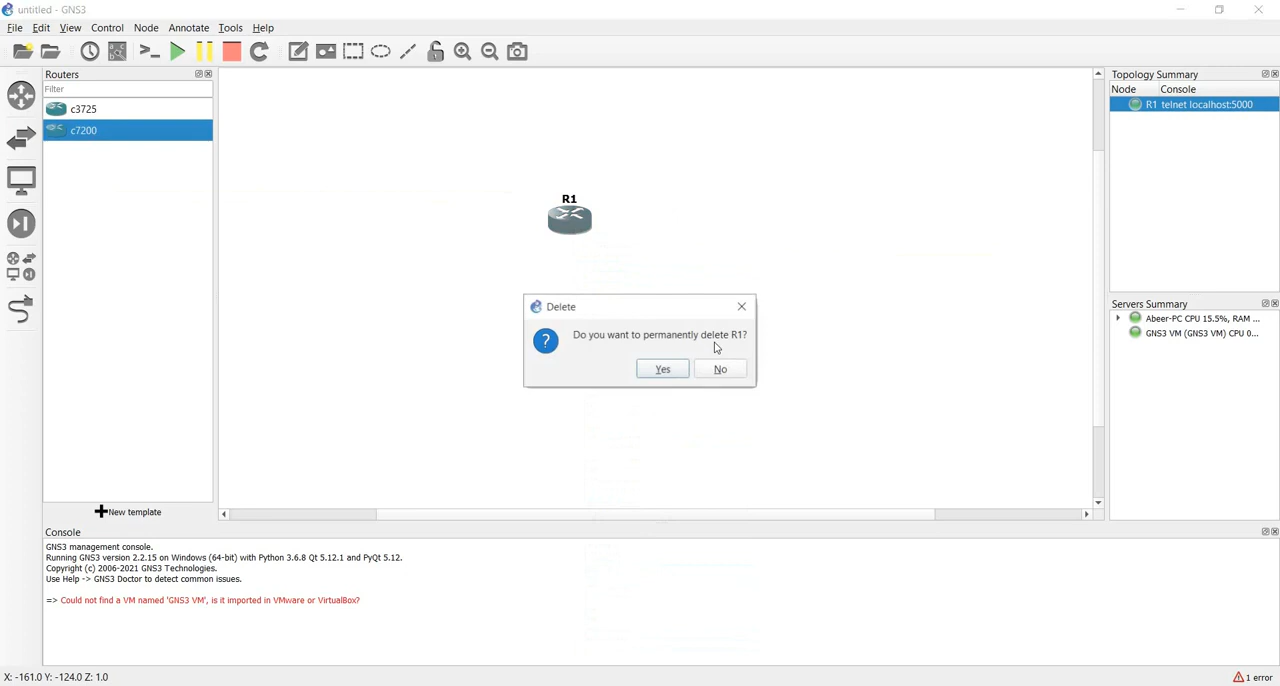 untitled - GNS3
File Edit View Control Node Annotate Tools Help
Routers
Filter
c3725
c7200
New template
R1
Delete
Do you want to permanently delete R1?
Yes No
Topology Summary
Node Console
R1 telnet localhost:5000
Servers Summary
Abeer-PC CPU 15.5%, RAM ...
GNS3 VM (GNS3 VM) CPU 0...
Console
GNS3 management console.
Running GNS3 version 2.2.15 on Windows (64-bit) with Python 3.6.8 Qt 5.12.1 and PyQt 5.12.
Copyright (c) 2006-2021 GNS3 Technologies.
Use Help -> GNS3 Doctor to detect common issues.
=> Could not find a VM named 'GNS3 VM', is it imported in VMware or VirtualBox?
X: -161.0 Y: -124.0 Z: 1.0
1 error